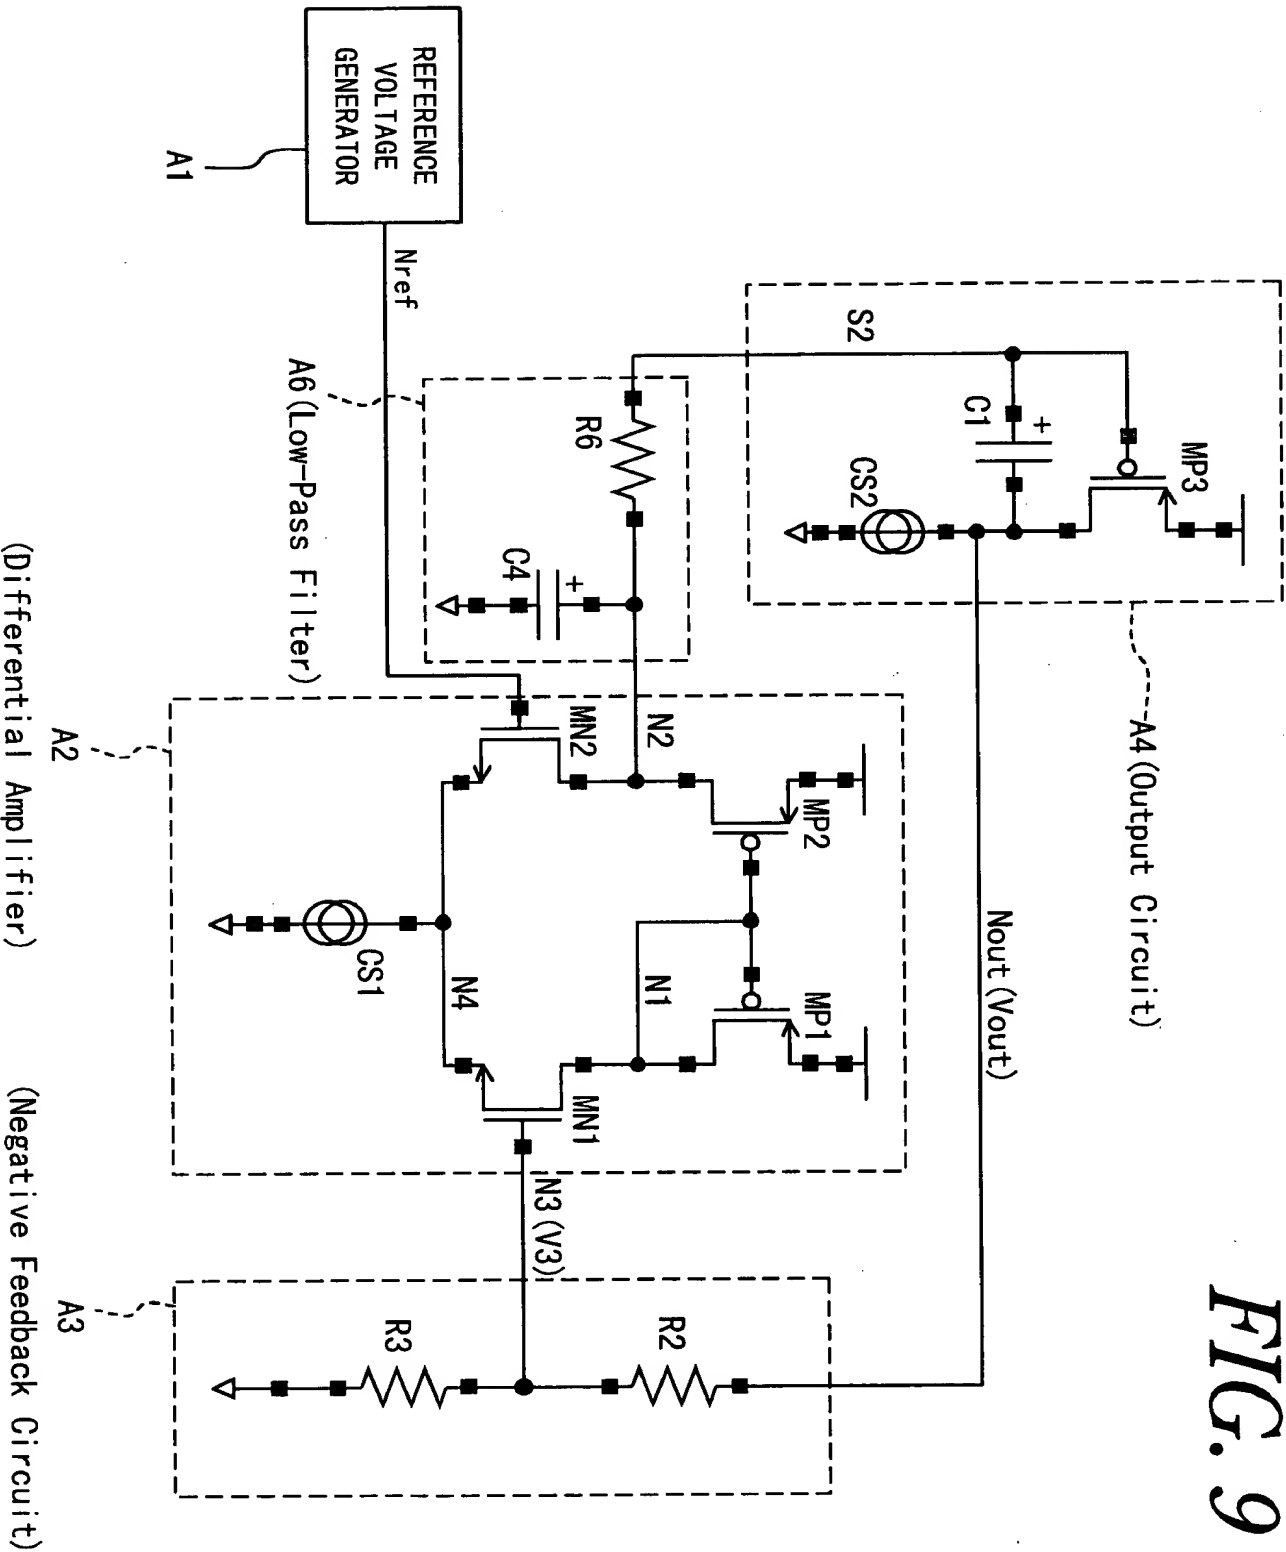 FIG. 9
A4(Output Circuit)
S2
C1
+
MP3
CS2
Nout(Vout)
REFERENCE
VOLTAGE
GENERATOR
A1
Nref
A6(Low-Pass Filter)
R6
C4
+
N2
MN2
MP2
MP1
N1
CS1
N4
MN1
N3(V3)
R2
R3
A2
(Differential Amplifier)
A3
(Negative Feedback Circuit)